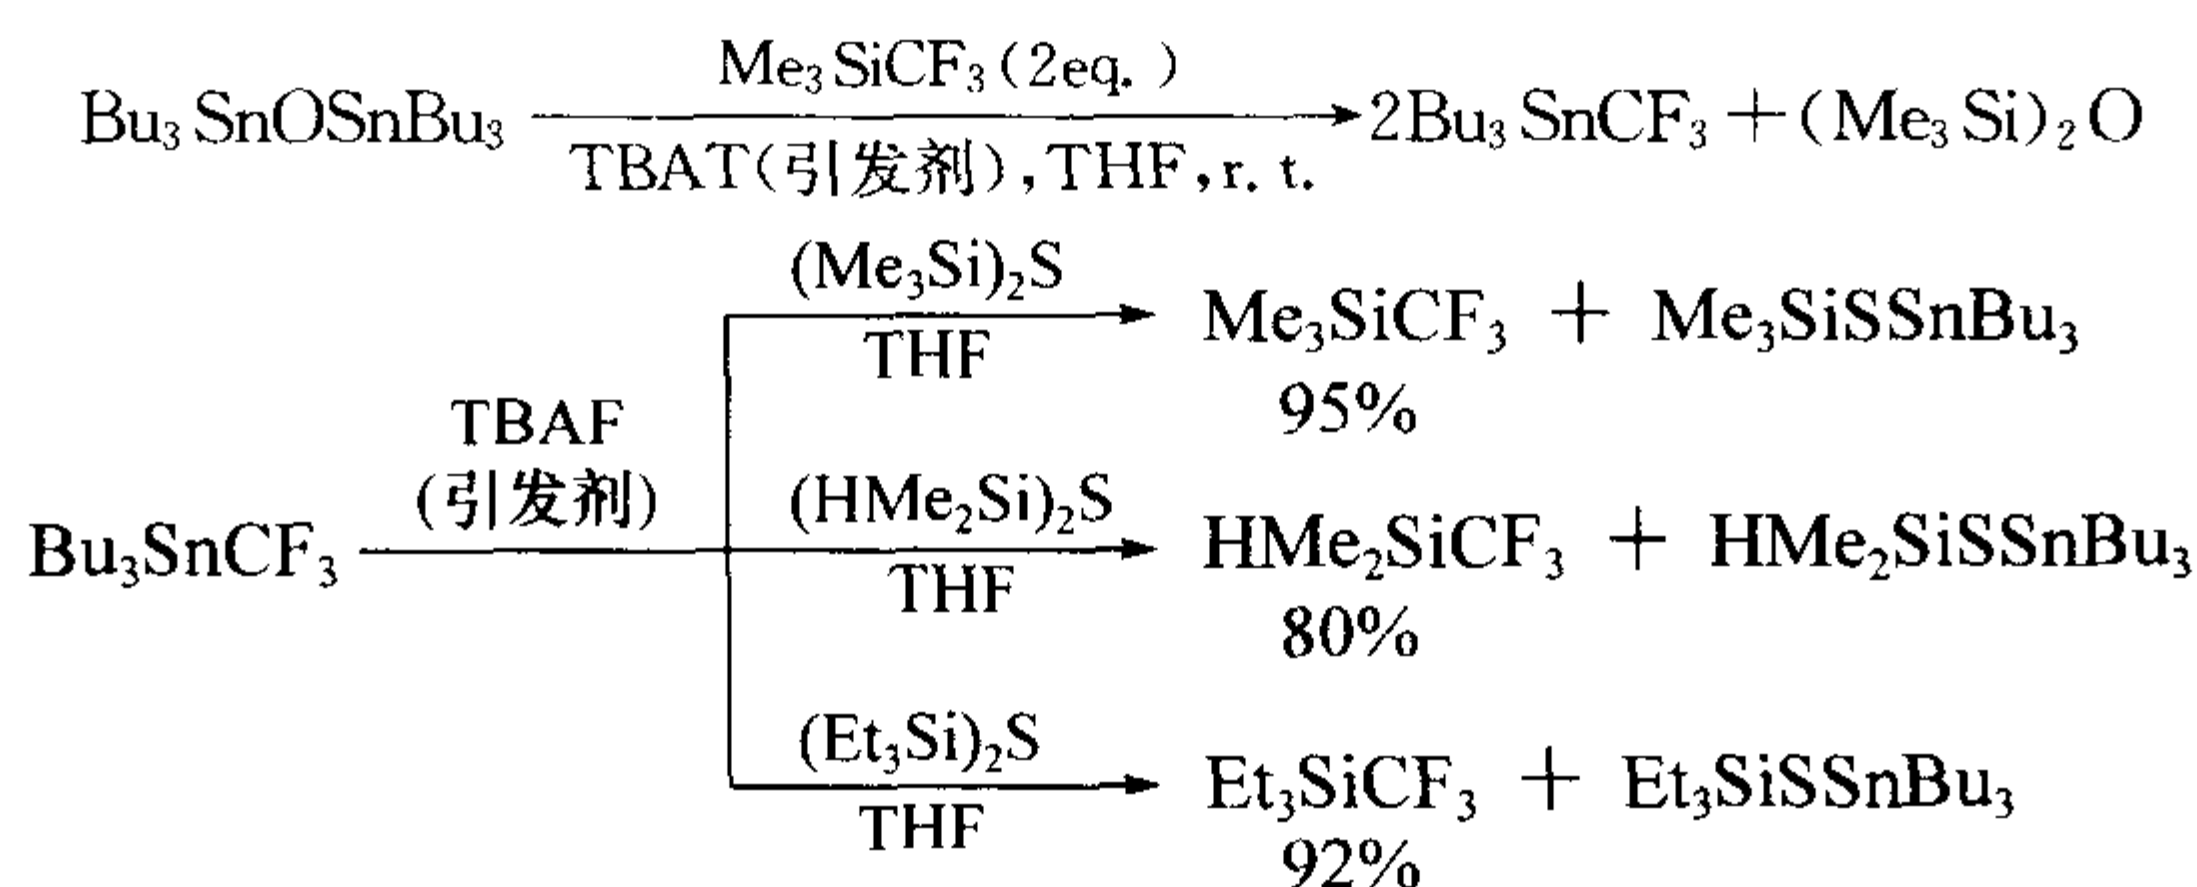 Me₃SiCF₃(2eq. )
Bu₃SnOSnBu₃ 2Bu₃SnCF₃+(Me₃Si)₂O
TBAT(引发剂),THF,r. t.
(Me₃Si)₂S
THF
Me₃SiCF₃ + Me₃SiSSnBu₃
95%
TBAF
(引发剂)
Bu₃SnCF₃
(HMe₂Si)₂S
THF
HMe₂SiCF₃ + HMe₂SiSSnBu₃
80%
(Et₃Si)₂S
THF
Et₃SiCF₃ + Et₃SiSSnBu₃
92%